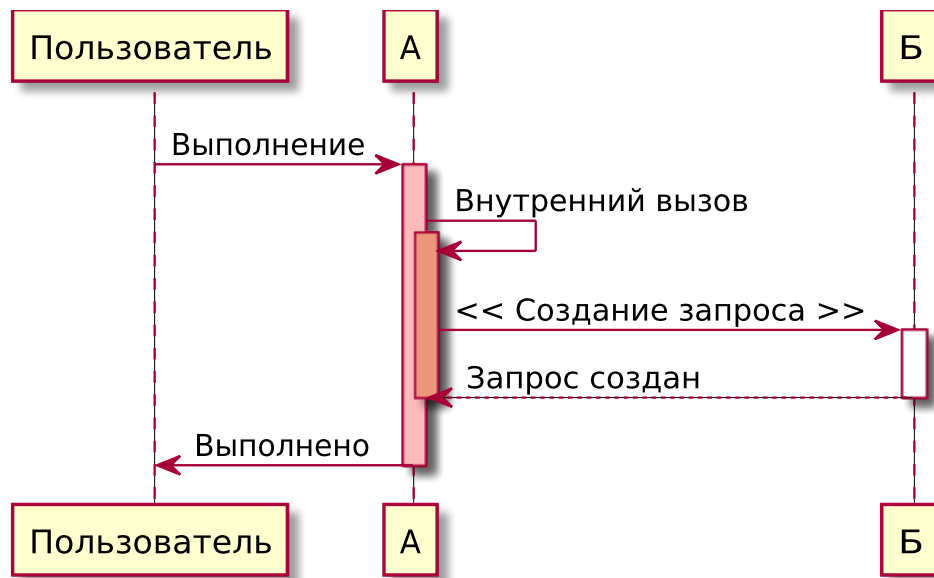 Пользователь
А
Б
Выполнение
Внутренний вызов
<< Создание запроса >>
Запрос создан
Выполнено
Пользователь
А
Б